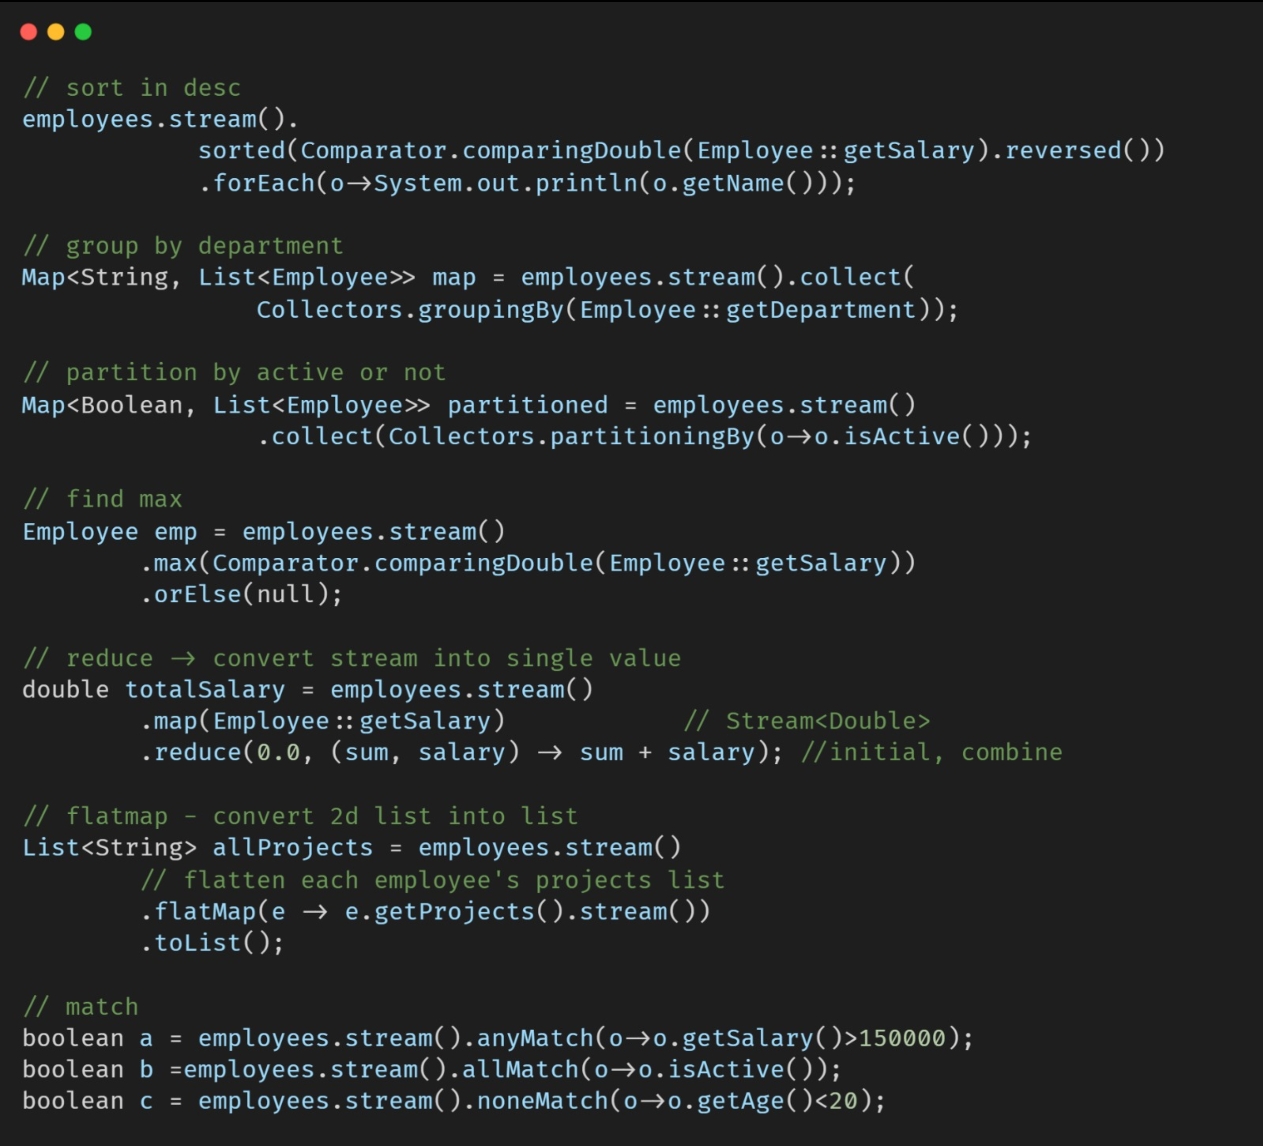 // sort in desc
employees.stream().
            sorted(Comparator.comparingDouble(Employee::getSalary).reversed())
            .forEach(o->System.out.println(o.getName()));

// group by department
Map<String, List<Employee>> map = employees.stream().collect(
                Collectors.groupingBy(Employee::getDepartment));

// partition by active or not
Map<Boolean, List<Employee>> partitioned = employees.stream()
                .collect(Collectors.partitioningBy(o->o.isActive()));

// find max
Employee emp = employees.stream()
        .max(Comparator.comparingDouble(Employee::getSalary))
        .orElse(null);

// reduce -> convert stream into single value
double totalSalary = employees.stream()
        .map(Employee::getSalary)            // Stream<Double>
        .reduce(0.0, (sum, salary) -> sum + salary); //initial, combine

// flatmap - convert 2d list into list
List<String> allProjects = employees.stream()
        // flatten each employee's projects list
        .flatMap(e -> e.getProjects().stream())
        .toList();

// match
boolean a = employees.stream().anyMatch(o->o.getSalary()>150000);
boolean b =employees.stream().allMatch(o->o.isActive());
boolean c = employees.stream().noneMatch(o->o.getAge()<20);